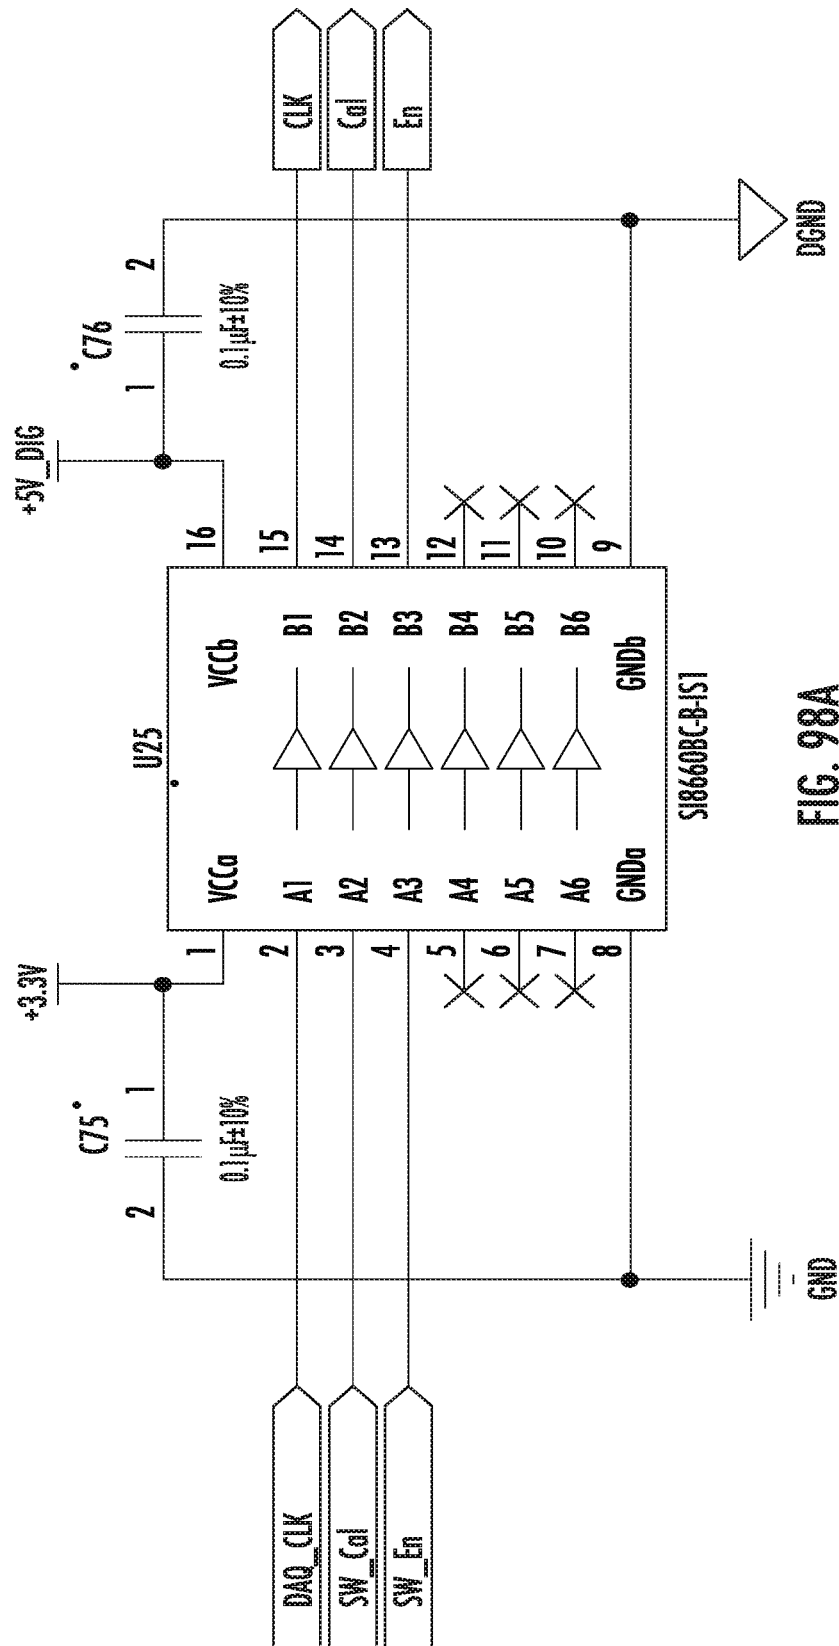 +3.3V
C75
2
1
0.1µF±10%
+5V_DIG
C76
1
2
0.1µF±10%
U25
1
VCCa
VCCb
16
DAQ_CLK
2
A1
B1
15
CLK
SW_Cal
3
A2
B2
14
Cal
SW_En
4
A3
B3
13
En
5
A4
B4
12
6
A5
B5
11
7
A6
B6
10
8
GNDa
GNDb
9
SI8660BC-B-IS1
GND
DGND
FIG. 98A